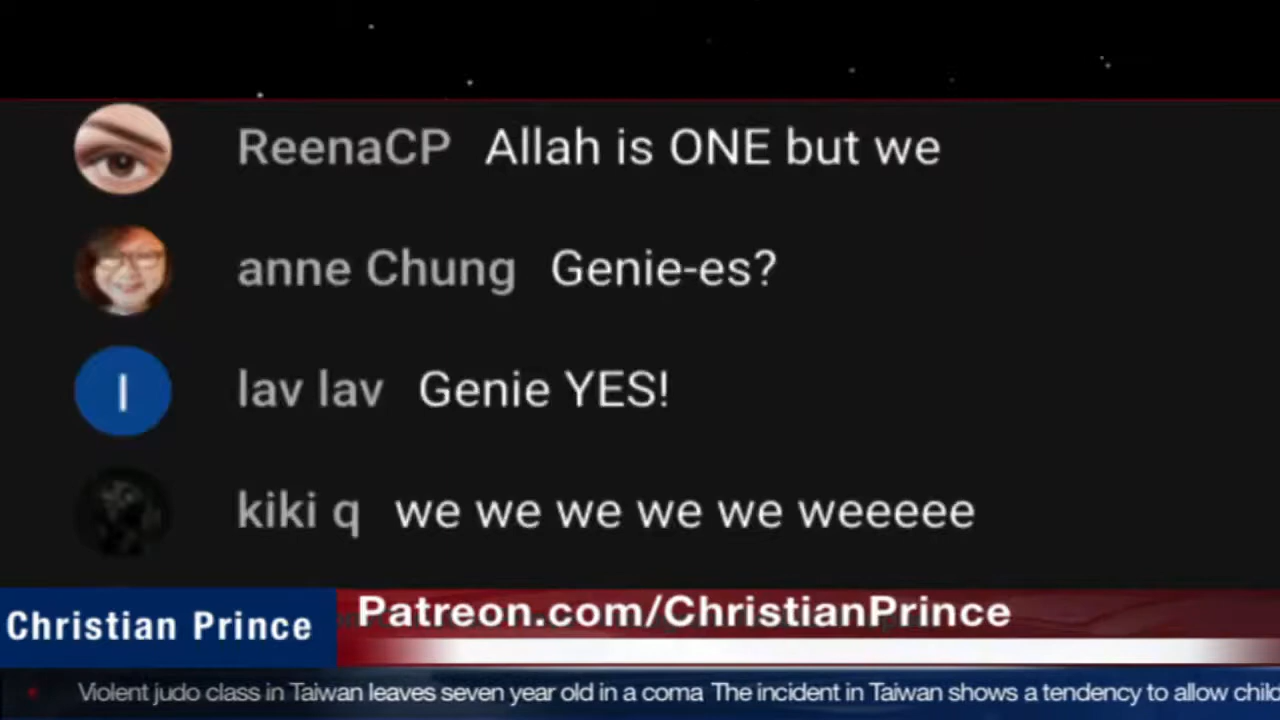 ReenaCP Allah is ONE but we
anne Chung Genie-es?
I
lav lav Genie YES!
kiki q we we we we we weeeee
Christian Prince
Patreon.com/ChristianPrince
Violent judo class in Taiwan leaves seven year old in a coma The incident in Taiwan shows a tendency to allow child